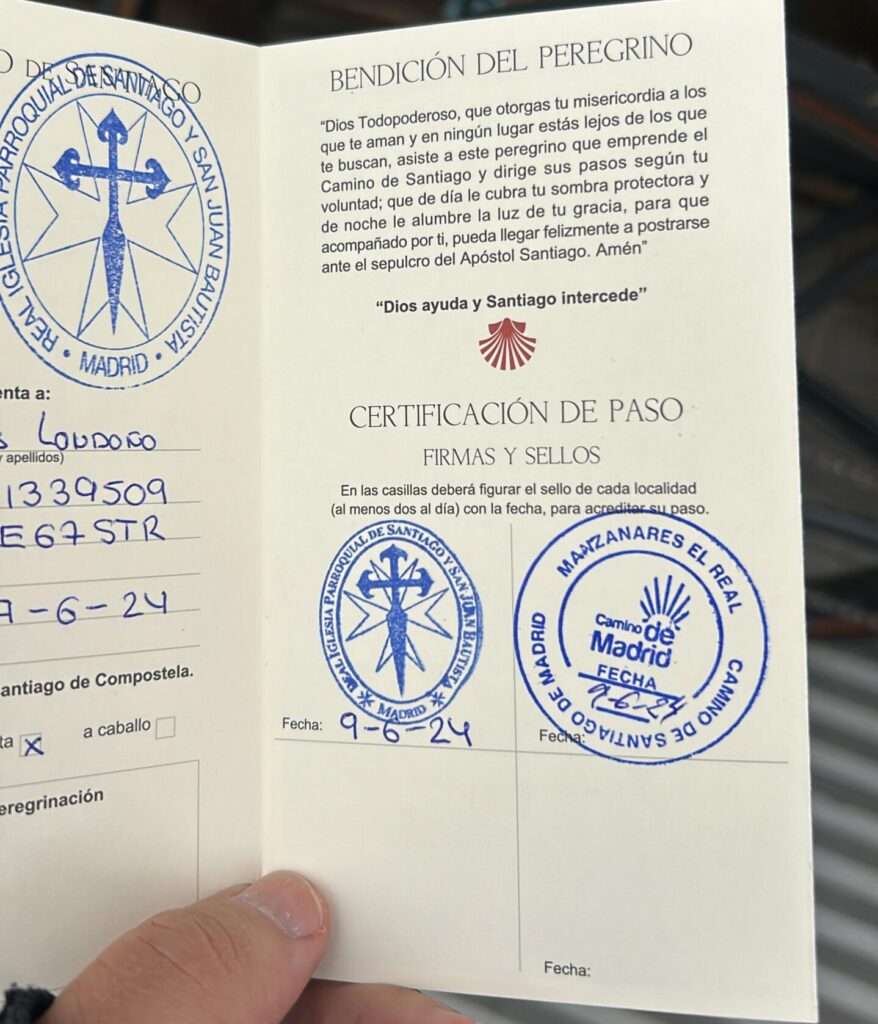 O DE SANTIAGO
REAL IGLESIA PARROQUIAL DE SANTIAGO Y SAN JUAN BAUTISTA
• MADRID •
enta a:
s LONDOÑO
y apellidos)
1339509
E67STR
7-6-24
antiago de Compostela.
ta X a caballo
eregrinación
BENDICIÓN DEL PEREGRINO
“Dios Todopoderoso, que otorgas tu misericordia a los
que te aman y en ningún lugar estás lejos de los que
te buscan, asiste a este peregrino que emprende el
Camino de Santiago y dirige sus pasos según tu
voluntad; que de día le cubra tu sombra protectora y
de noche le alumbre la luz de tu gracia, para que
acompañado por ti, pueda llegar felizmente a postrarse
ante el sepulcro del Apóstol Santiago. Amén”
“Dios ayuda y Santiago intercede”
CERTIFICACIÓN DE PASO
FIRMAS Y SELLOS
En las casillas deberá figurar el sello de cada localidad
(al menos dos al día) con la fecha, para acreditar su paso.
REAL IGLESIA PARROQUIAL DE SANTIAGO Y SAN JUAN BAUTISTA
MADRID
Fecha: 9-6-24
MANZANARES EL REAL
CAMINO DE SANTIAGO DE MADRID
Camino de
Madrid
FECHA
9-6-24
Fecha:
Fecha: